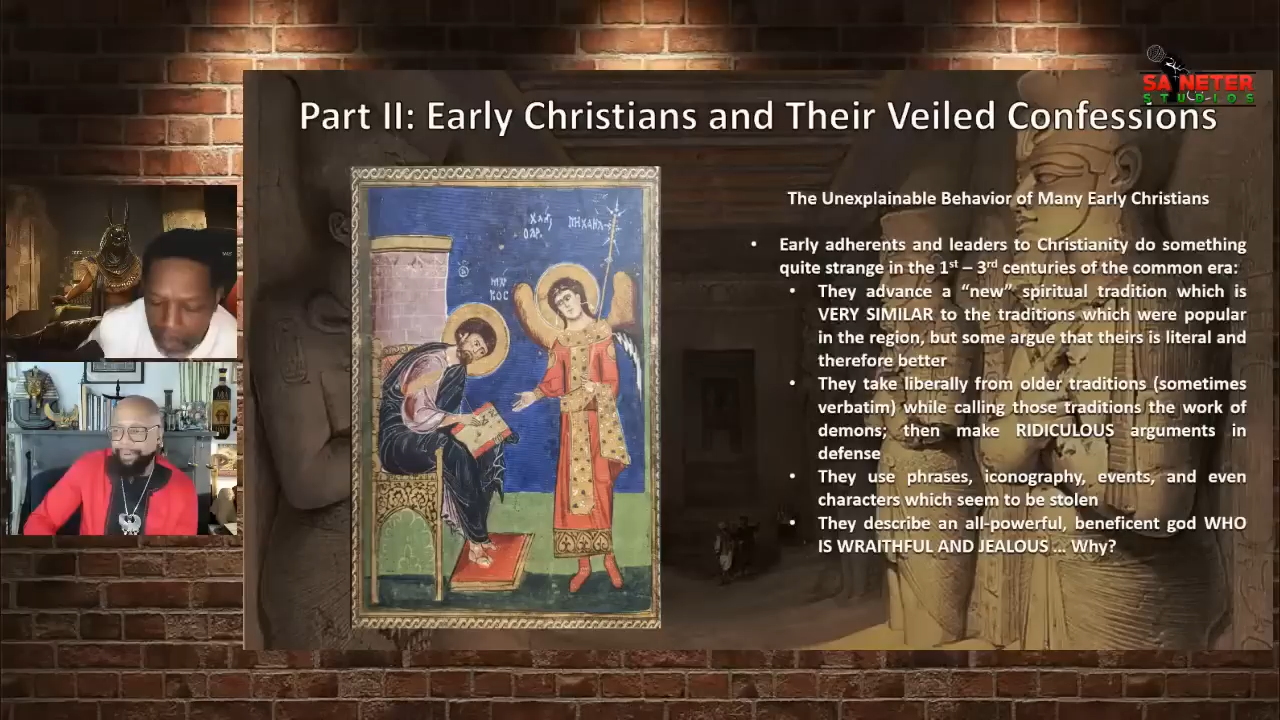 SA NETER
STUDIOS
Part II: Early Christians and Their Veiled Confessions
The Unexplainable Behavior of Many Early Christians
• Early adherents and leaders to Christianity do something
quite strange in the 1st – 3rd centuries of the common era:
• They advance a “new” spiritual tradition which is
VERY SIMILAR to the traditions which were popular
in the region, but some argue that theirs is literal and
therefore better
• They take liberally from older traditions (sometimes
verbatim) while calling those traditions the work of
demons; then make RIDICULOUS arguments in
defense
• They use phrases, iconography, events, and even
characters which seem to be stolen
• They describe an all-powerful, beneficent god WHO
IS WRAITHFUL AND JEALOUS ... Why?